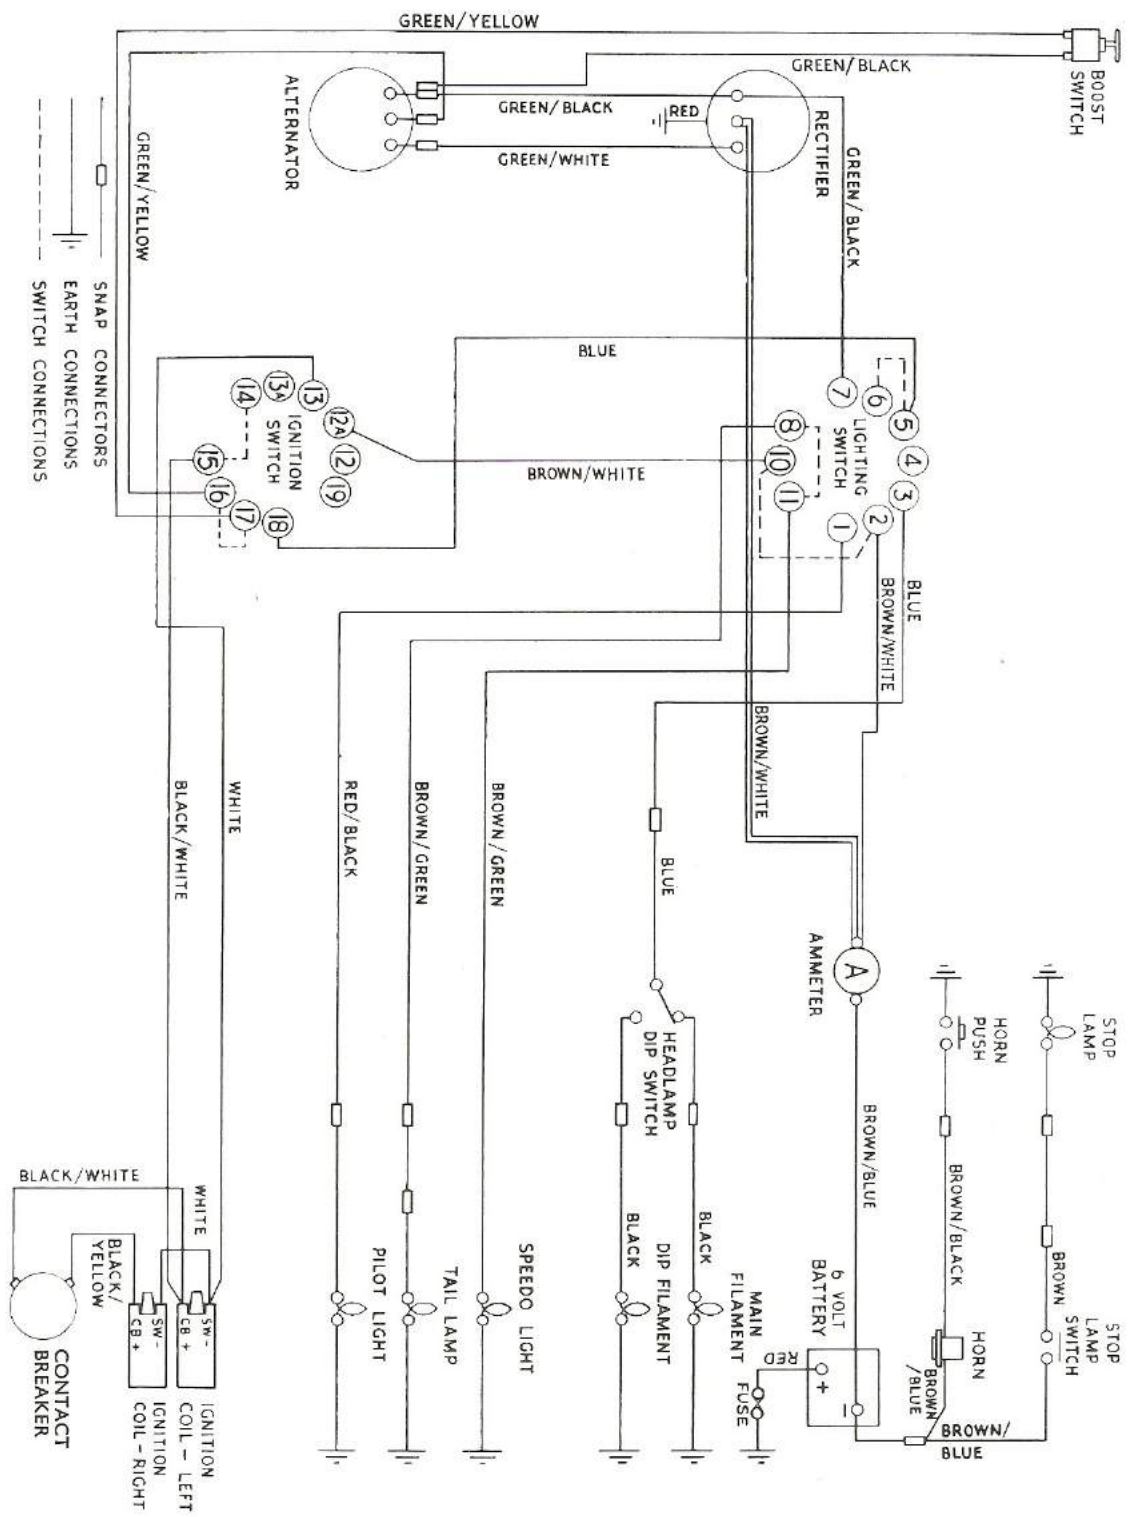 GREEN/YELLOW
GREEN/BLACK
BOOST
SWITCH
ALTERNATOR
GREEN/BLACK
RED
RECTIFIER
GREEN/WHITE
GREEN/YELLOW
GREEN/BLACK
SNAP CONNECTORS
EARTH CONNECTIONS
SWITCH CONNECTIONS
BLUE
14
13A
13
12A
12
19
15
16
17
18
IGNITION
SWITCH
BROWN/WHITE
7
6
5
4
3
2
1
8
10
11
LIGHTING
SWITCH
BLUE
BROWN/WHITE
BROWN/WHITE
WHITE
BLACK/WHITE
RED/BLACK
BROWN/GREEN
BROWN/GREEN
BLUE
AMMETER
A
HORN
PUSH
STOP
LAMP
HEADLAMP
DIP SWITCH
BROWN/BLUE
BROWN/BLACK
BROWN
BLACK/WHITE
WHITE
BLACK/
YELLOW
BLACK
BLACK
PILOT LIGHT
TAIL LAMP
SPEEDO LIGHT
DIP FILAMENT
MAIN
FILAMENT
6 VOLT
BATTERY
RED
+
–
FUSE
HORN
STOP
LAMP
SWITCH
BROWN
/BLUE
BROWN/
BLUE
SW–
CB +
SW–
CB +
CONTACT
BREAKER
IGNITION
COIL – RIGHT
IGNITION
COIL – LEFT